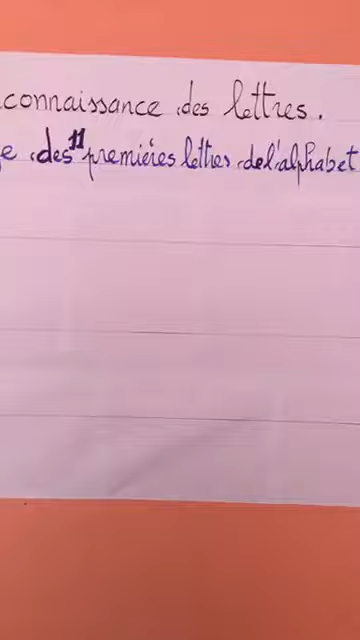 connaissance des lettres.
e des 11 premières lettres de l'alphabet